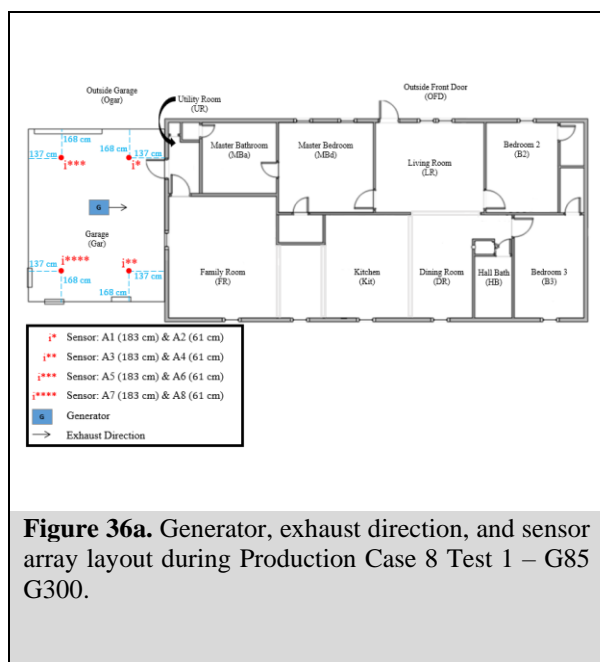 Outside Garage
(Ogar)
Outside Front Door
(OFD)
Utility Room
(UR)
168 cm
168 cm
137 cm
137 cm
i***
i*
Master Bathroom
(MBa)
Master Bedroom
(MBd)
Living Room
(LR)
Bedroom 2
(B2)
G
Garage
(Gar)
i****
i**
137 cm
137 cm
168 cm
168 cm
Family Room
(FR)
Kitchen
(Kit)
Dining Room
(DR)
Hall Bath
(HB)
Bedroom 3
(B3)
i* Sensor: A1 (183 cm) & A2 (61 cm)
i** Sensor: A3 (183 cm) & A4 (61 cm)
i*** Sensor: A5 (183 cm) & A6 (61 cm)
i**** Sensor: A7 (183 cm) & A8 (61 cm)
G Generator
Exhaust Direction
Figure 36a. Generator, exhaust direction, and sensor
array layout during Production Case 8 Test 1 – G85
G300.